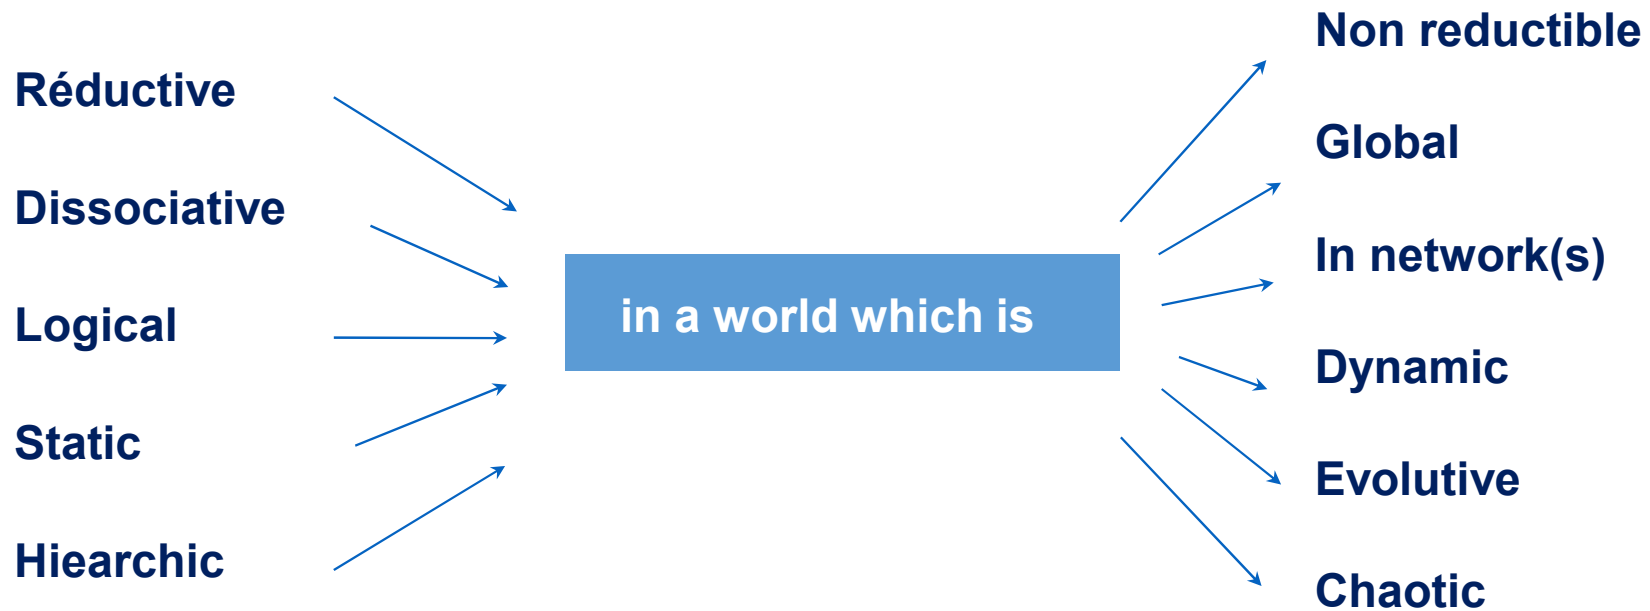 Réductive
Dissociative
Logical
Static
Hiearchic
in a world which is
Non reductible
Global
In network(s)
Dynamic
Evolutive
Chaotic